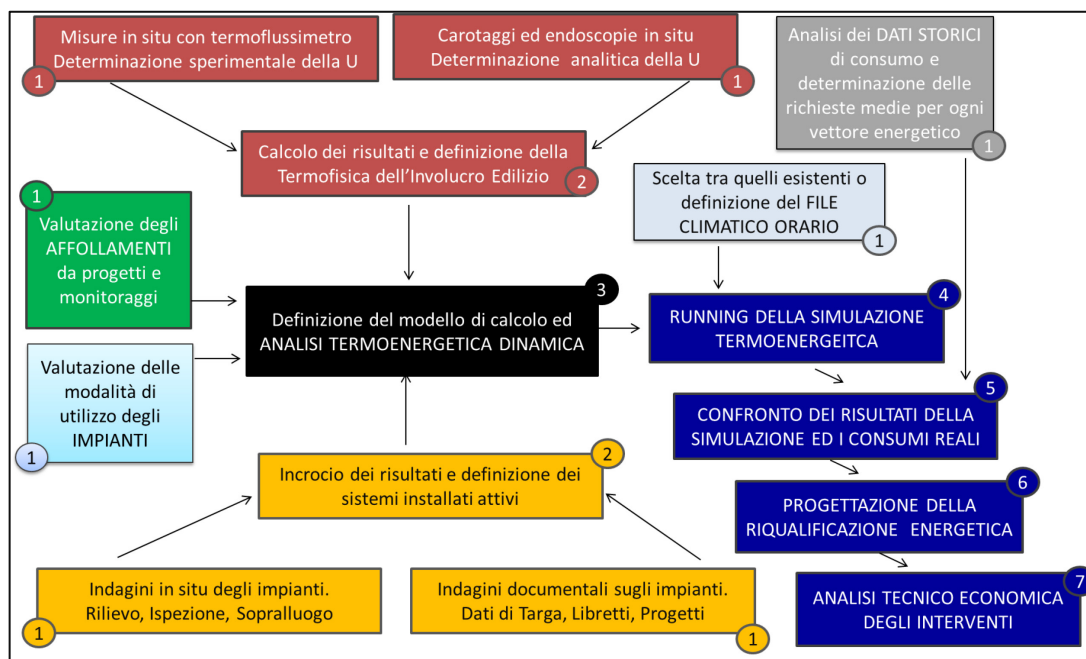 Misure in situ con termoflussimetro
Determinazione sperimentale della U
1
Carotaggi ed endoscopie in situ
Determinazione analitica della U
1
Analisi dei DATI STORICI
di consumo e
determinazione delle
richieste medie per ogni
vettore energetico
1
Calcolo dei risultati e definizione della
Termofisica dell'Involucro Edilizio
2
Scelta tra quelli esistenti o
definizione del FILE
CLIMATICO ORARIO
1
1
Valutazione degli
AFFOLLAMENTI
da progetti e
monitoraggi
3
Definizione del modello di calcolo ed
ANALISI TERMOENERGETICA DINAMICA
4
RUNNING DELLA SIMULAZIONE
TERMOENERGEITCA
Valutazione delle
modalità di
utilizzo degli
IMPIANTI
1
5
CONFRONTO DEI RISULTATI DELLA
SIMULAZIONE ED I CONSUMI REALI
2
Incrocio dei risultati e definizione dei
sistemi installati attivi
6
PROGETTAZIONE DELLA
RIQUALIFICAZIONE ENERGETICA
Indagini in situ degli impianti.
Rilievo, Ispezione, Sopralluogo
1
Indagini documentali sugli impianti.
Dati di Targa, Libretti, Progetti
1
7
ANALISI TECNICO ECONOMICA
DEGLI INTERVENTI